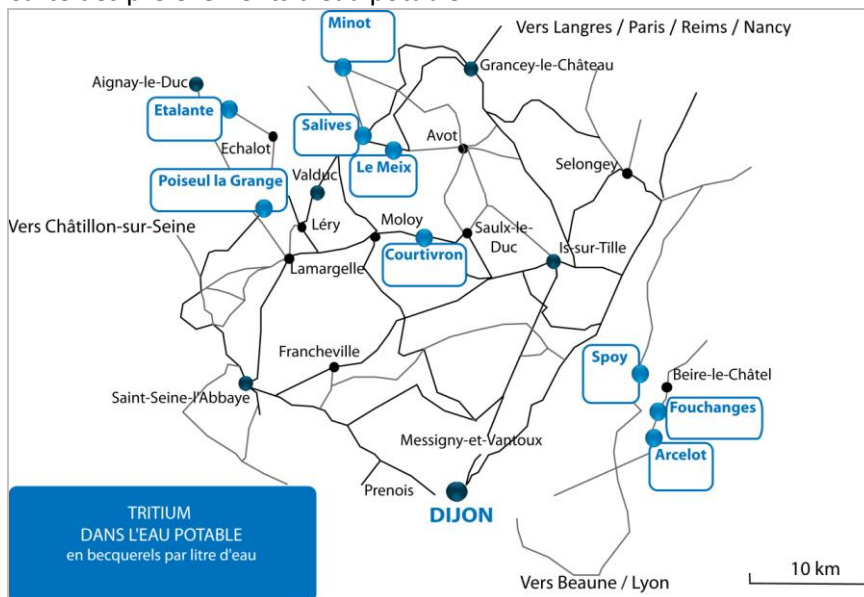 Minot
Vers Langres / Paris / Reims / Nancy
Grancey-le-Château
Aignay-le-Duc
Etalante
Echalot
Salives
Avot
Le Meix
Selongey
Valduc
Poiseul la Grange
Vers Châtillon-sur-Seine
Léry
Moloy
Saulx-le-
Duc
Is-sur-Tille
Courtivron
Lamargelle
Francheville
Spoy
Beire-le-Châtel
Saint-Seine-l'Abbaye
Fouchanges
Messigny-et-Vantoux
Arcelot
Prenois
DIJON
TRITIUM
DANS L'EAU POTABLE
en becquerels par litre d'eau
10 km
Vers Beaune / Lyon